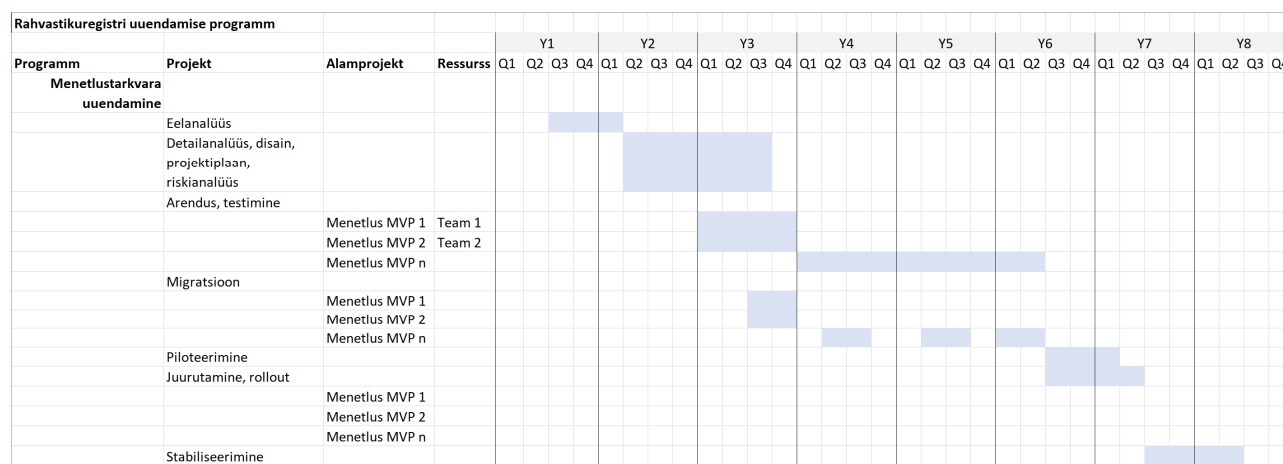 Rahvastikuregistri uuendamise programm
Y1 Y2 Y3 Y4 Y5 Y6 Y7 Y8
Programm Projekt Alamprojekt Ressurss Q1 Q2 Q3 Q4 Q1 Q2 Q3 Q4 Q1 Q2 Q3 Q4 Q1 Q2 Q3 Q4 Q1 Q2 Q3 Q4 Q1 Q2 Q3 Q4 Q1 Q2 Q3 Q4 Q1 Q2 Q3 Q4
Menetlustarkvara
uuendamine
Eelanalüüs
Detailanalüüs, disain,
projektiplaan,
riskianalüüs
Arendus, testimine
Menetlus MVP 1 Team 1
Menetlus MVP 2 Team 2
Menetlus MVP n
Migratsioon
Menetlus MVP 1
Menetlus MVP 2
Menetlus MVP n
Piloteerimine
Juurutamine, rollout
Menetlus MVP 1
Menetlus MVP 2
Menetlus MVP n
Stabiliseerimine